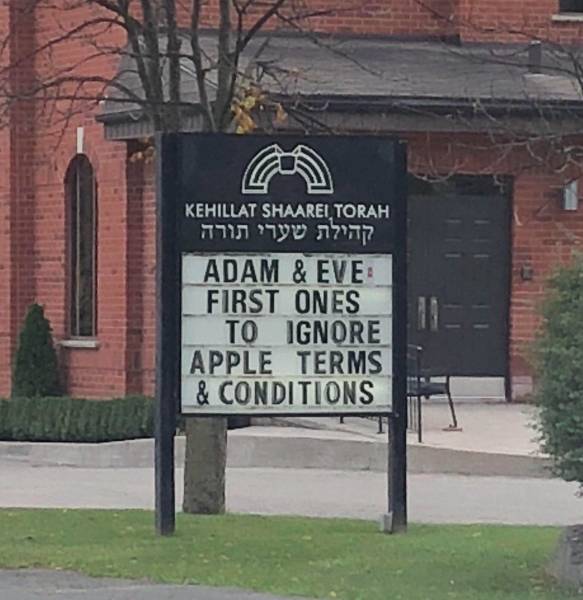 KEHILLAT SHAAREI TORAH
קהילת שערי תורה
ADAM & EVE:
FIRST ONES
TO IGNORE
APPLE TERMS
& CONDITIONS